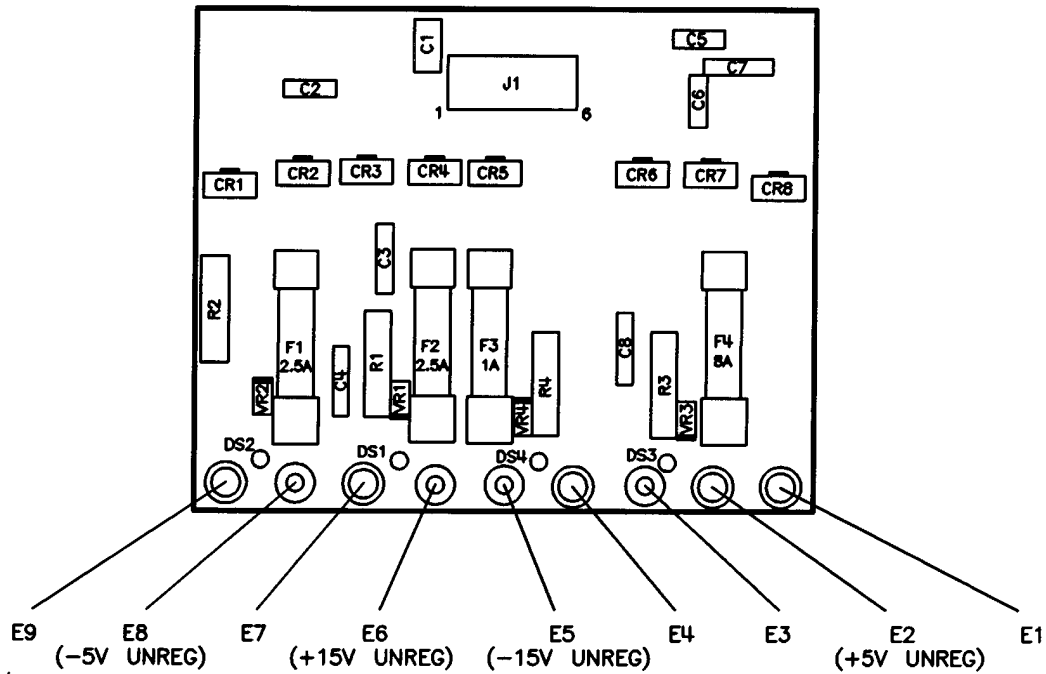 C1
C5
C7
C2
J1
C6
1
6
CR1
CR2
CR3
CR4
CR5
CR6
CR7
CR8
C3
R2
F1
2.5A
C4
R1
F2
2.5A
F3
1A
R4
C8
R3
F4
8A
VR2
VR1
VR4
VR3
DS2
DS1
DS4
DS3
E9
E8
E7
E6
E5
E4
E3
E2
E1
(-5V UNREG)
(+15V UNREG)
(-15V UNREG)
(+5V UNREG)